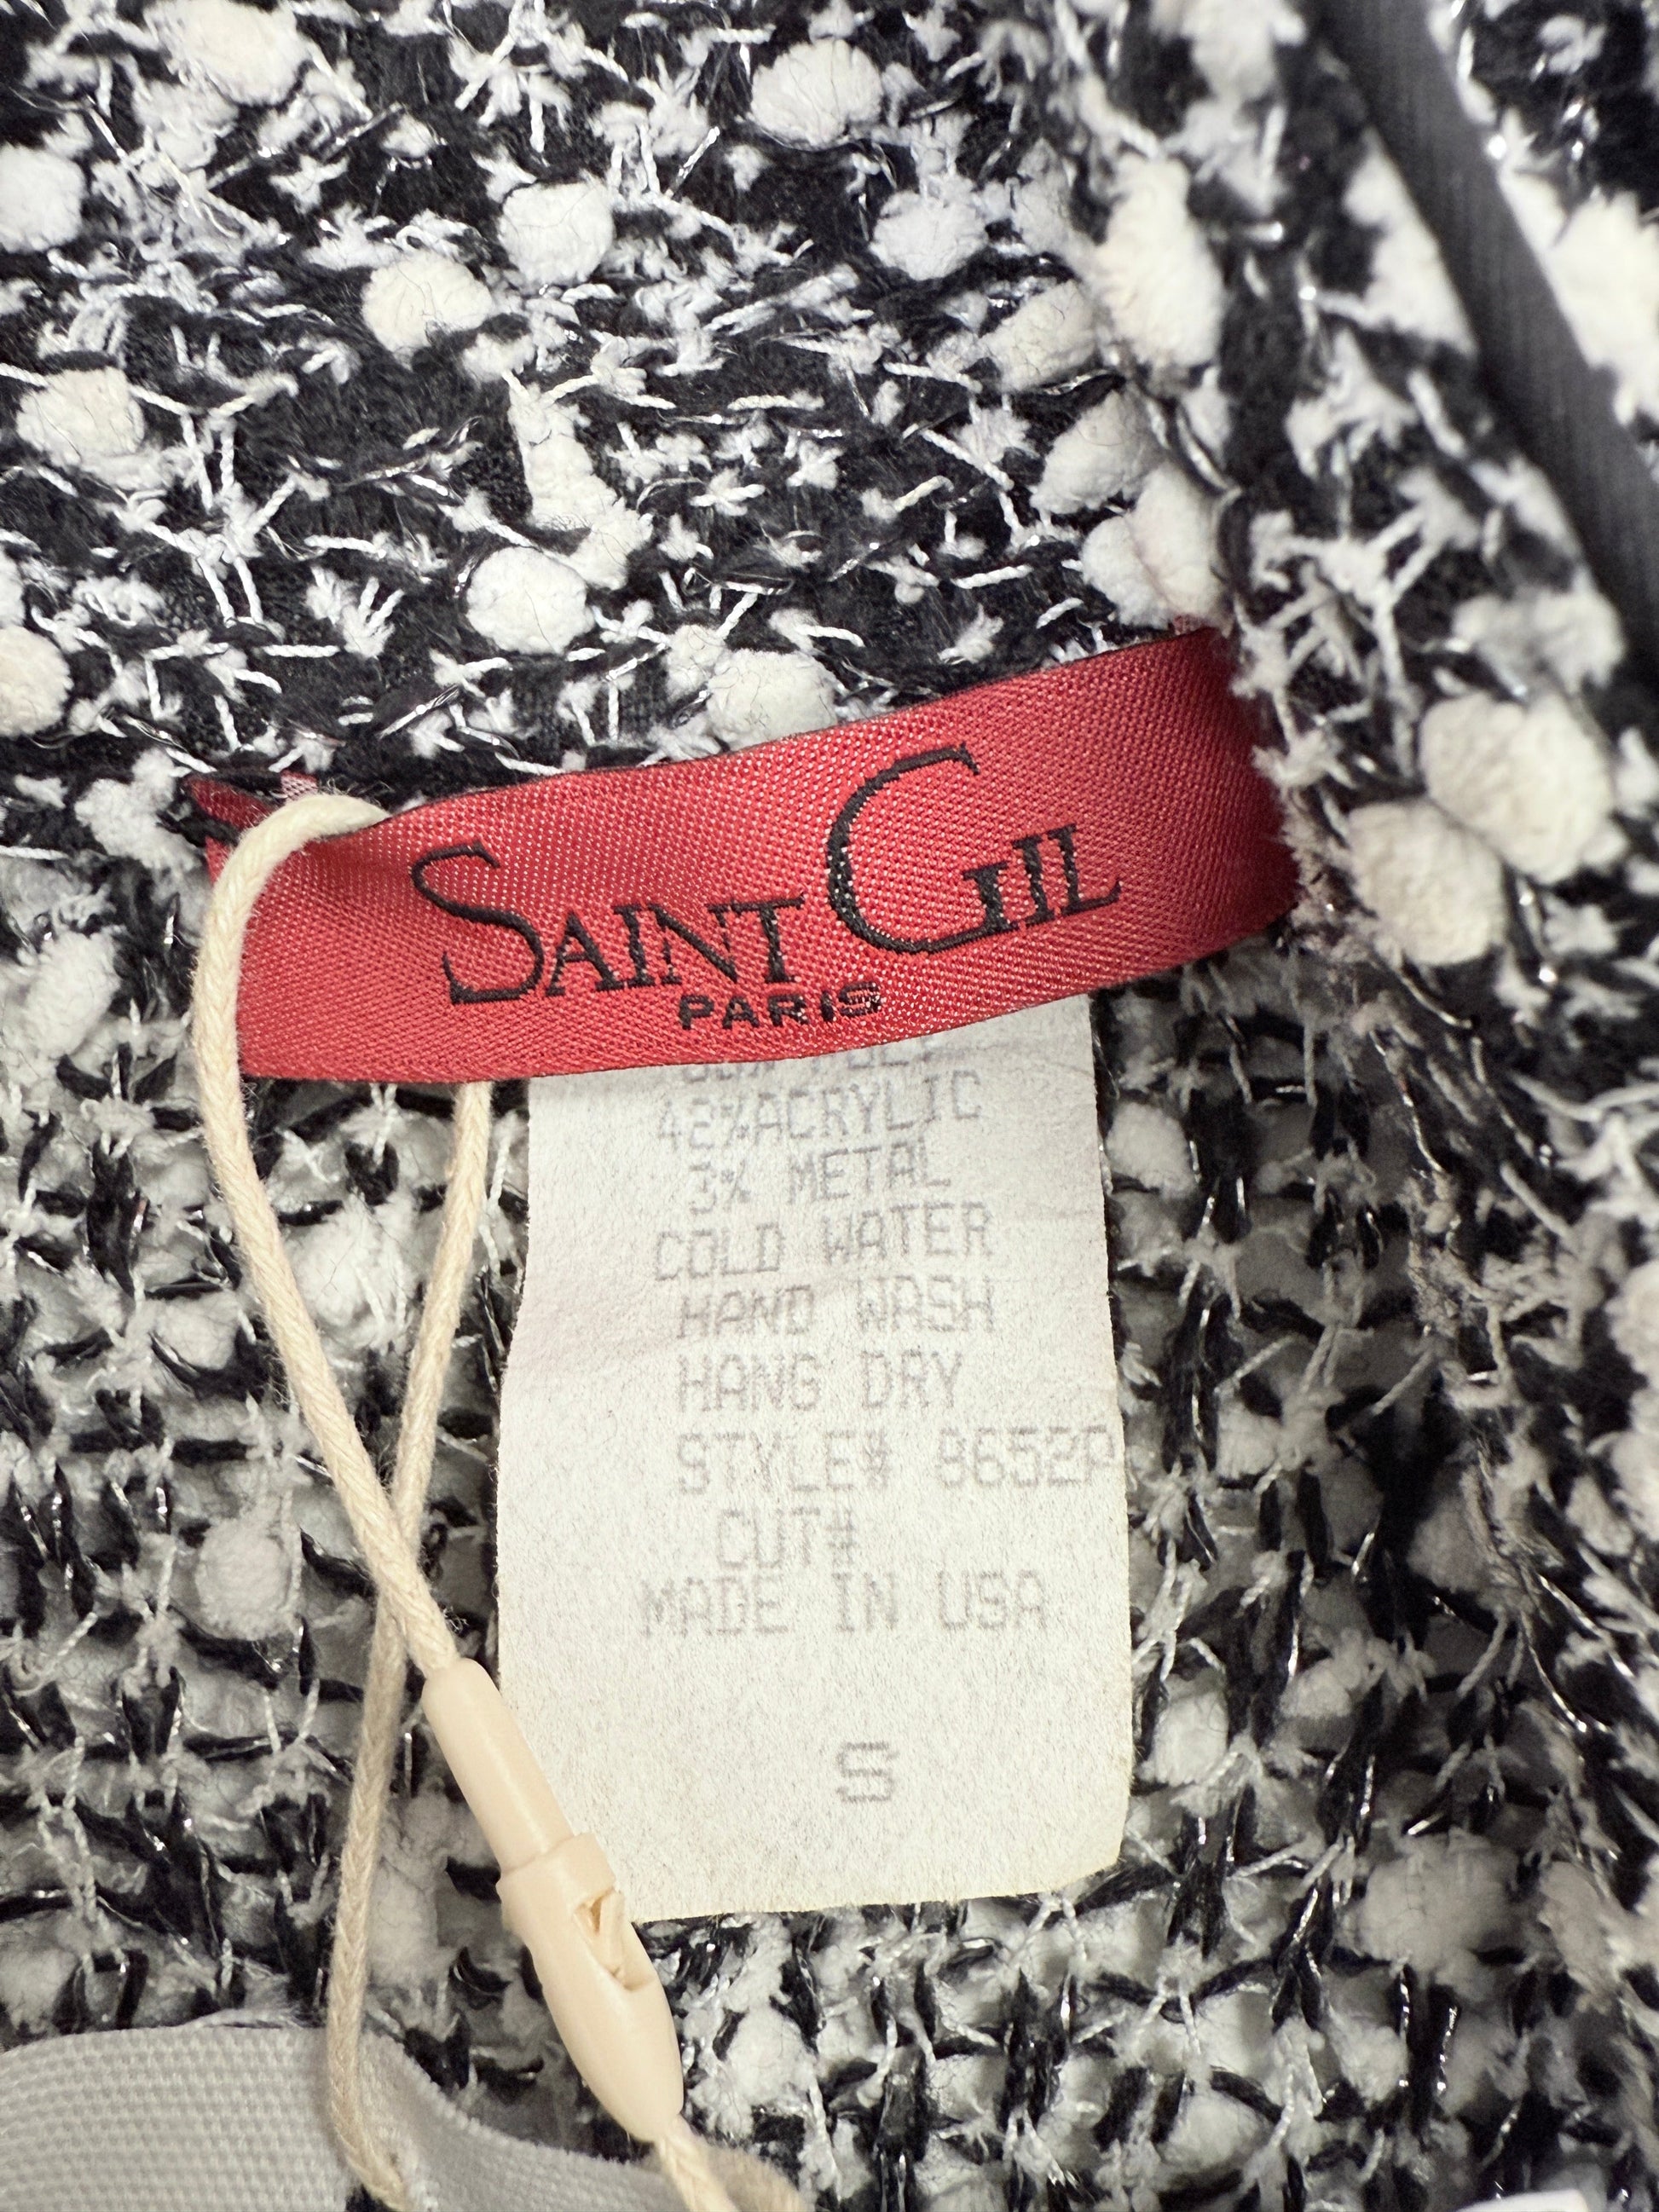 SAINT GIL
PARIS
42%ACRYLIC
3% METAL
COLD WATER
HAND WASH
HANG DRY
STYLE# 8652P
CUT#
MADE IN USA
S